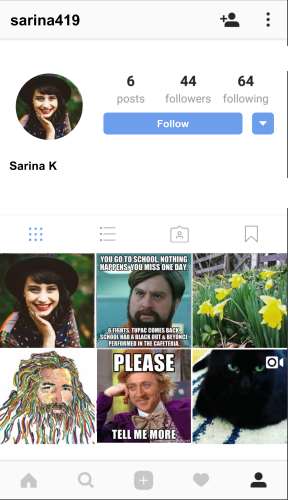 sarina419
6 44 64
posts followers following
Follow
Sarina K
YOU GO TO SCHOOL, NOTHING
HAPPENS. YOU MISS ONE DAY.
6 FIGHTS, TUPAC COMES BACK,
SCHOOL HAD A BLACK OUT & BEYONCE
PERFORMED IN THE CAFETERIA.
PLEASE
TELL ME MORE